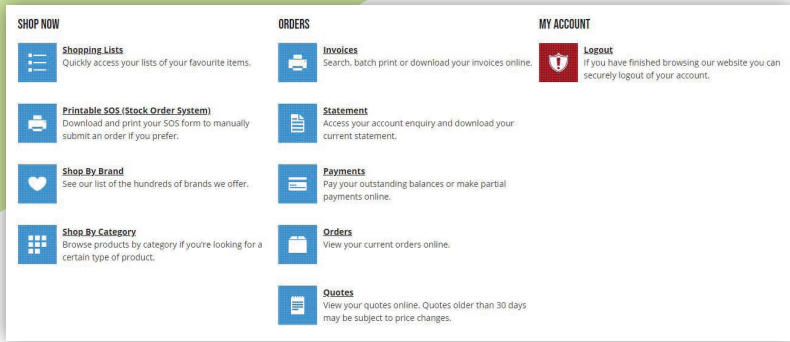 SHOP NOW
Shopping Lists
Quickly access your lists of your favourite items.
Printable SOS (Stock Order System)
Download and print your SOS form to manually
submit an order if you prefer.
Shop By Brand
See our list of the hundreds of brands we offer.
Shop By Category
Browse products by category if you're looking for a
certain type of product.
ORDERS
Invoices
Search, batch print or download your invoices online.
Statement
Access your account enquiry and download your
current statement.
Payments
Pay your outstanding balances or make partial
payments online.
Orders
View your current orders online.
Quotes
View your quotes online. Quotes older than 30 days
may be subject to price changes.
MY ACCOUNT
Logout
If you have finished browsing our website you can
securely logout of your account.